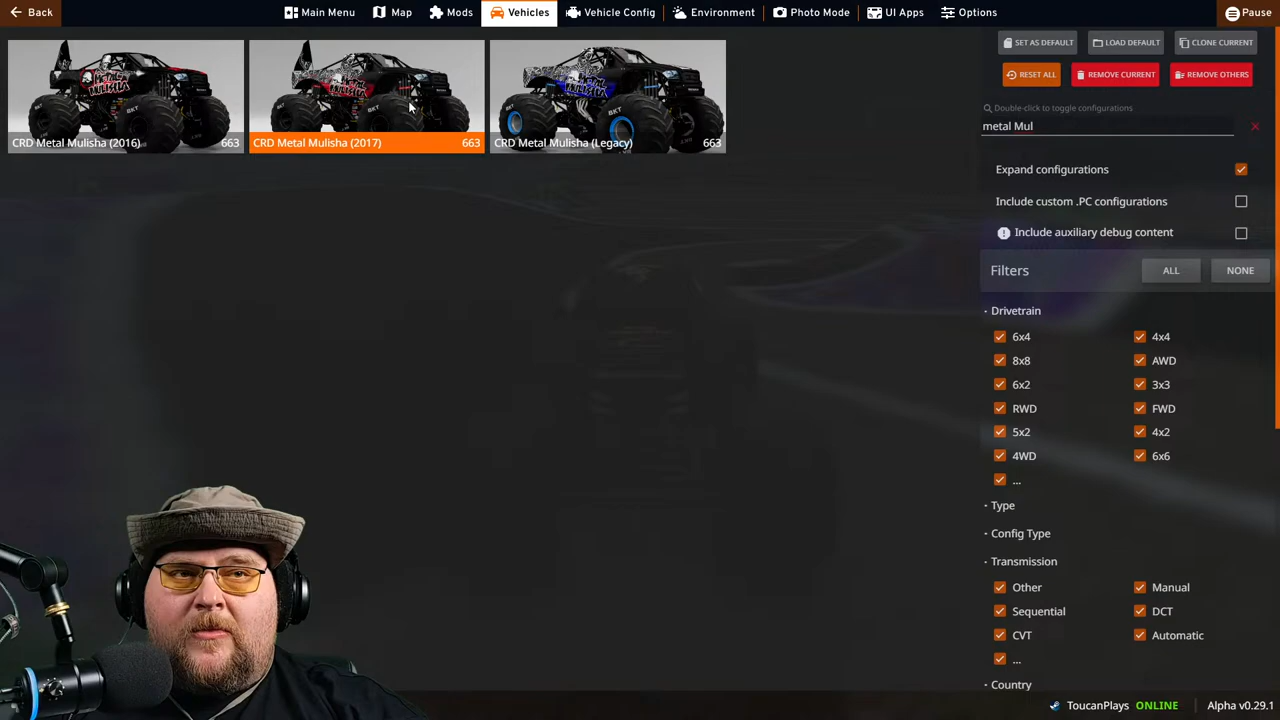 Back
Main Menu
Map
Mods
Vehicles
Vehicle Config
Environment
Photo Mode
UI Apps
Options
Pause
CRD Metal Mulisha (2016) 663
CRD Metal Mulisha (2017) 663
CRD Metal Mulisha (Legacy) 663
SET AS DEFAULT
LOAD DEFAULT
CLONE CURRENT
RESET ALL
REMOVE CURRENT
REMOVE OTHERS
Double-click to toggle configurations
metal Mul
Expand configurations
Include custom .PC configurations
Include auxiliary debug content
Filters
ALL
NONE
- Drivetrain
6x4 4x4
8x8 AWD
6x2 3x3
RWD FWD
5x2 4x2
4WD 6x6
...
- Type
- Config Type
- Transmission
Other Manual
Sequential DCT
CVT Automatic
...
- Country
ToucanPlays ONLINE
Alpha v0.29.1